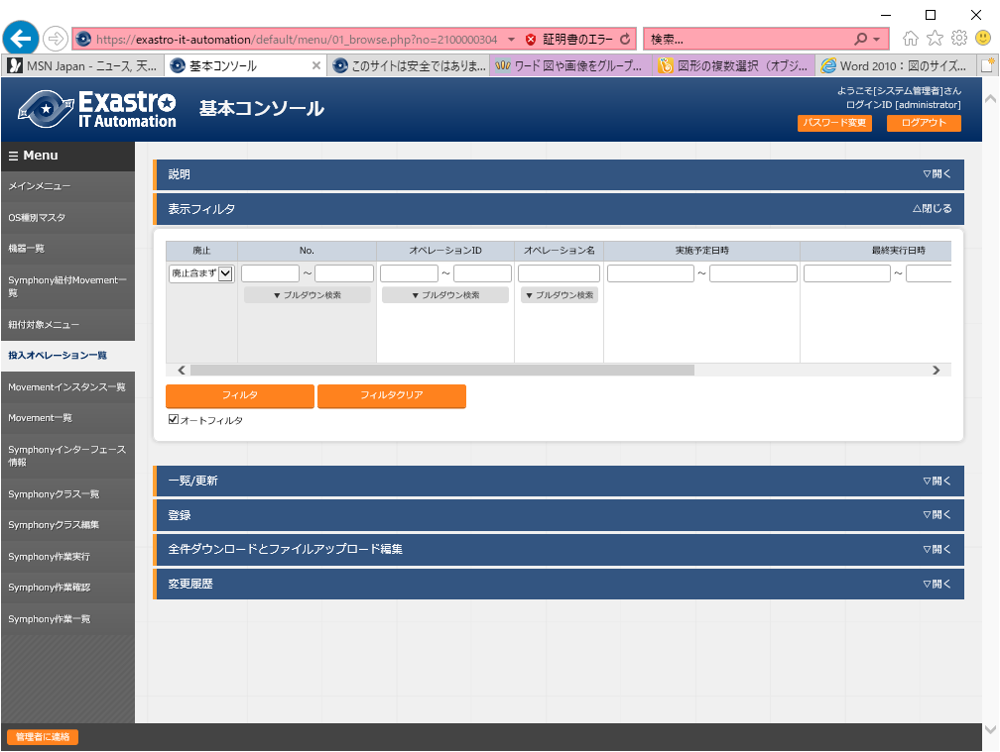 https://exastro-it-automation/default/menu/01_browse.php?no=2100000304
証明書のエラー
検索...
MSN Japan - ニュース, 天...
基本コンソール
このサイトは安全ではありま...
ワード 図や画像をグループ...
図形の複数選択（オブジ...
Word 2010：図のサイズ...
Exastro
IT Automation
基本コンソール
ようこそ[システム管理者]さん
ログインID [administrator]
パスワード変更
ログアウト
☰ Menu
メインメニュー
OS種別マスタ
機器一覧
Symphony紐付Movement一
覧
紐付対象メニュー
投入オペレーション一覧
Movementインスタンス一覧
Movement一覧
Symphonyインターフェース
情報
Symphonyクラス一覧
Symphonyクラス編集
Symphony作業実行
Symphony作業確認
Symphony作業一覧
説明
▽開く
表示フィルタ
△閉じる
廃止
No.
オペレーションID
オペレーション名
実施予定日時
最終実行日時
廃止含まず
～
～
～
～
▼ プルダウン検索
▼ プルダウン検索
▼ プルダウン検索
フィルタ
フィルタクリア
オートフィルタ
一覧/更新
▽開く
登録
▽開く
全件ダウンロードとファイルアップロード編集
▽開く
変更履歴
▽開く
管理者に連絡